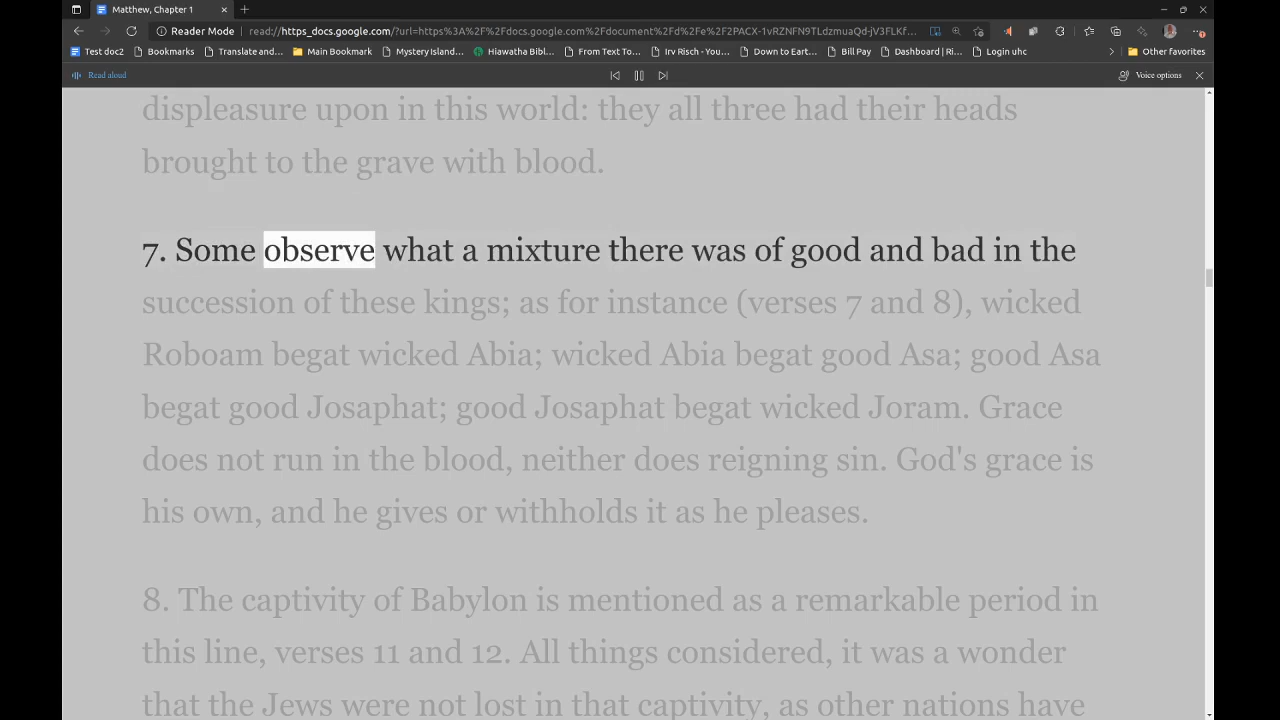 Matthew, Chapter 1
Reader Mode read://https_docs.google.com/?url=https%3A%2F%2Fdocs.google.com%2Fdocument%2Fd%2Fe%2F2PACX-1vRZNFN9TLdzmuaQd-jV3FLKf...
Test doc2 Bookmarks Translate and... Main Bookmark Mystery Island... Hiawatha Bibl... From Text To... Irv Risch - You... Down to Eart... Bill Pay Dashboard | Ri... Login uhc Other favorites
Read aloud Voice options
displeasure upon in this world: they all three had their heads
brought to the grave with blood.
7. Some observe what a mixture there was of good and bad in the
succession of these kings; as for instance (verses 7 and 8), wicked
Roboam begat wicked Abia; wicked Abia begat good Asa; good Asa
begat good Josaphat; good Josaphat begat wicked Joram. Grace
does not run in the blood, neither does reigning sin. God's grace is
his own, and he gives or withholds it as he pleases.
8. The captivity of Babylon is mentioned as a remarkable period in
this line, verses 11 and 12. All things considered, it was a wonder
that the Jews were not lost in that captivity, as other nations have